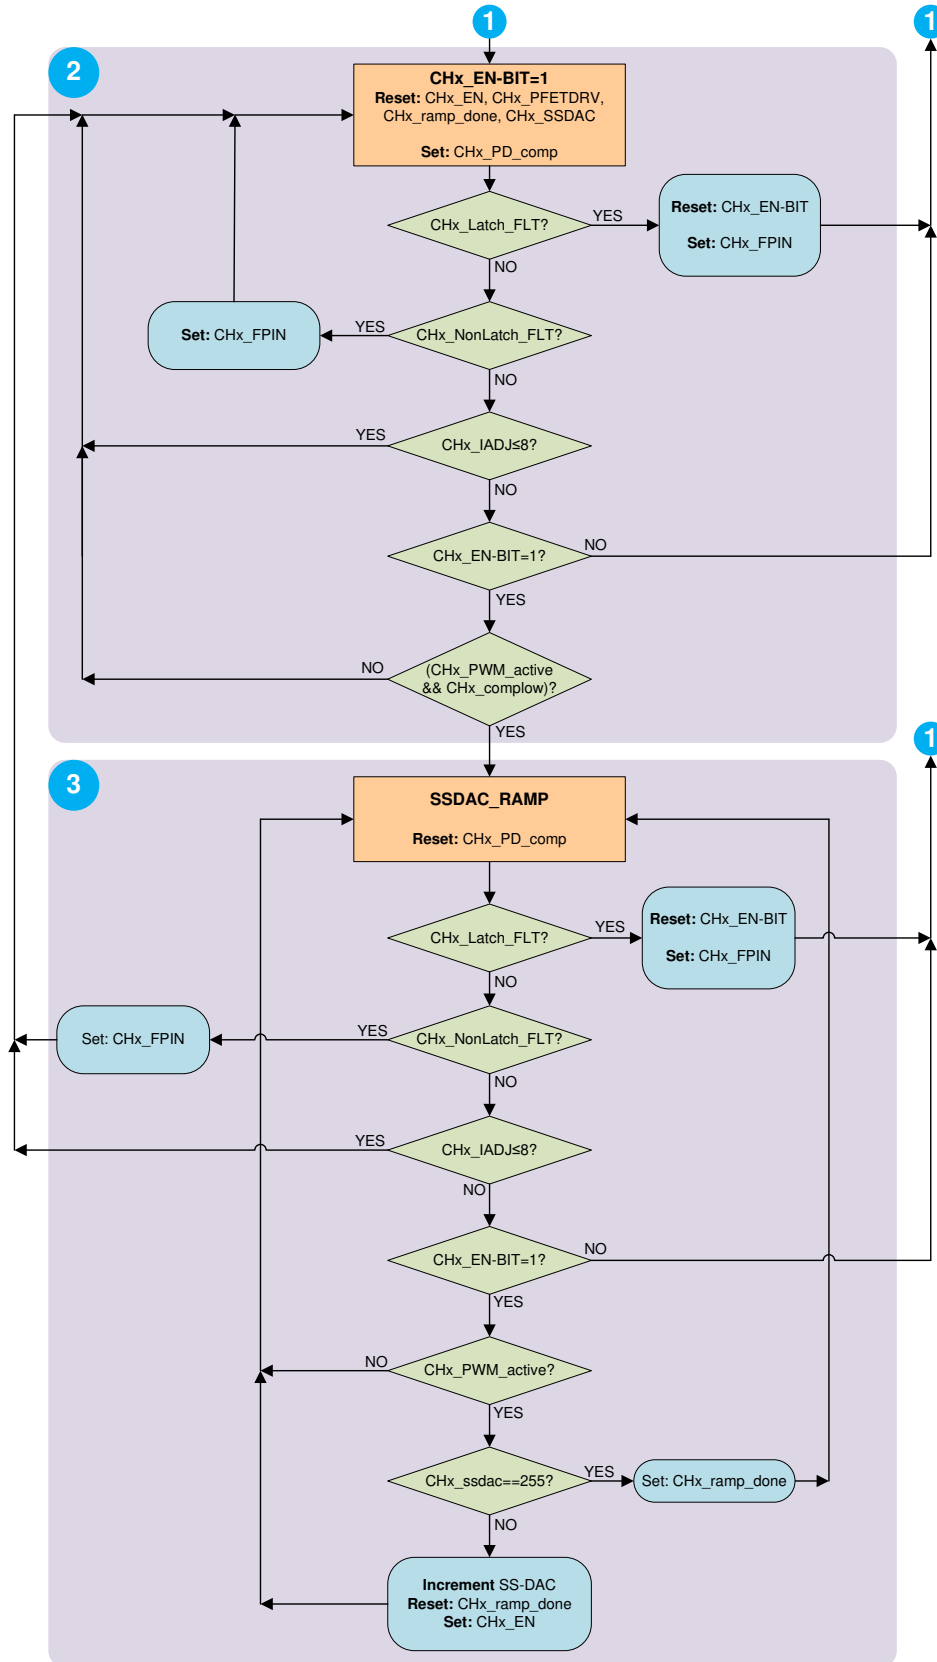 1
1
2
CHx_EN-BIT=1
Reset: CHx_EN, CHx_PFETDRV,
CHx_ramp_done, CHx_SSDAC
Set: CHx_PD_comp
CHx_Latch_FLT?
YES
Reset: CHx_EN-BIT
Set: CHx_FPIN
NO
CHx_NonLatch_FLT?
YES
Set: CHx_FPIN
NO
CHx_IADJ≤8?
YES
NO
CHx_EN-BIT=1?
NO
YES
(CHx_PWM_active
&& CHx_complow)?
NO
YES
1
3
SSDAC_RAMP
Reset: CHx_PD_comp
CHx_Latch_FLT?
YES
Reset: CHx_EN-BIT
Set: CHx_FPIN
NO
CHx_NonLatch_FLT?
YES
Set: CHx_FPIN
NO
CHx_IADJ≤8?
YES
NO
CHx_EN-BIT=1?
NO
YES
CHx_PWM_active?
NO
YES
CHx_ssdac==255?
YES
Set: CHx_ramp_done
NO
Increment SS-DAC
Reset: CHx_ramp_done
Set: CHx_EN